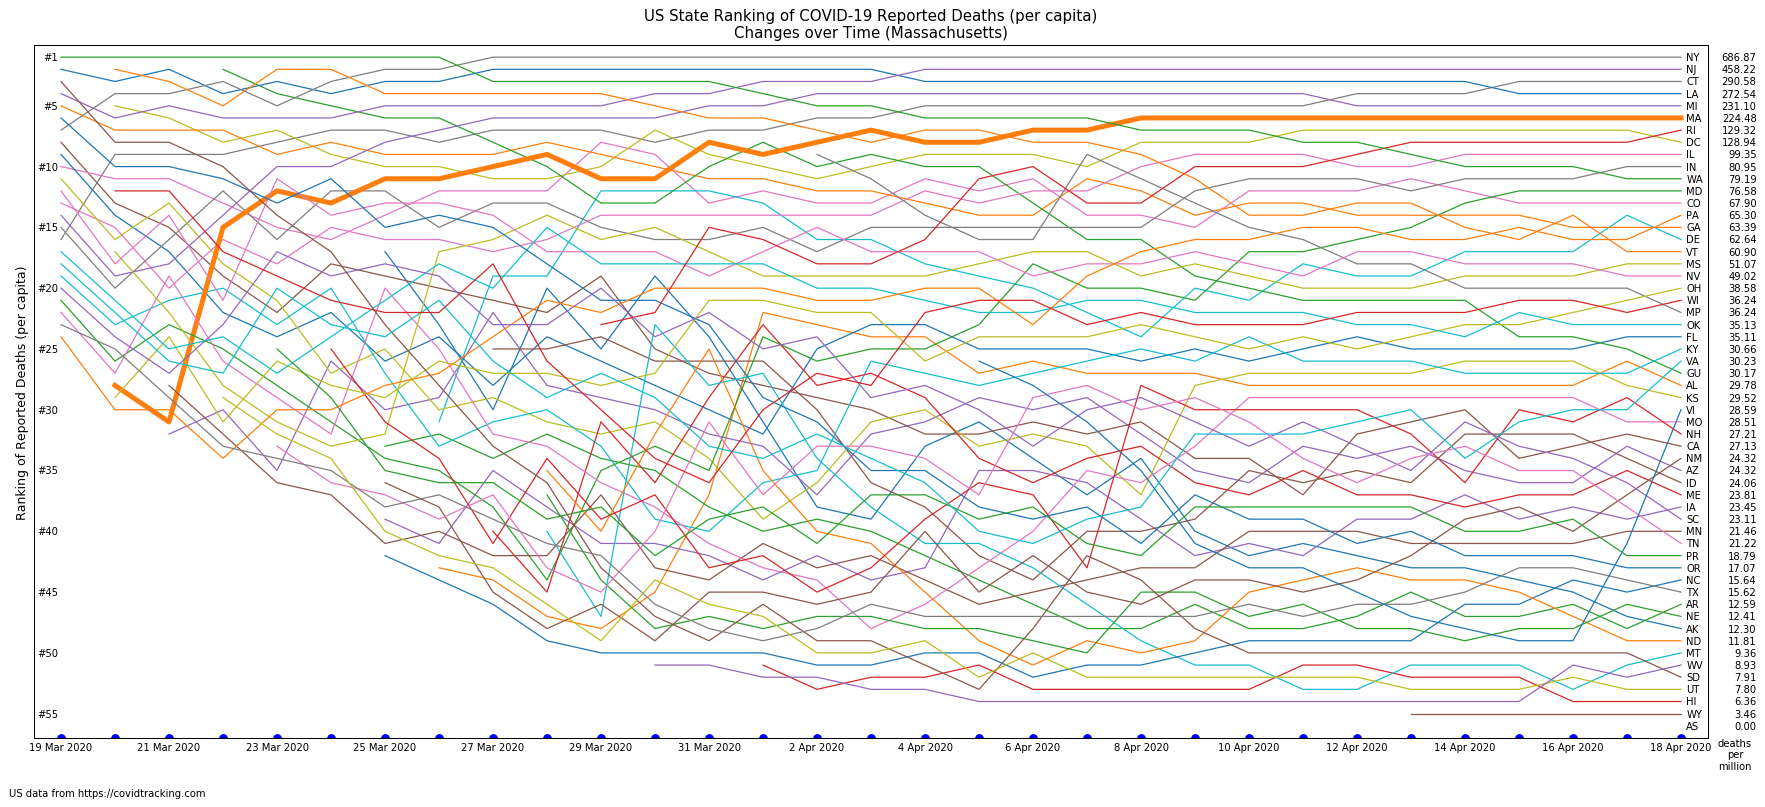 US State Ranking of COVID-19 Reported Deaths (per capita)
Changes over Time (Massachusetts)
Ranking of Reported Deaths (per capita)
#1
#5
#10
#15
#20
#25
#30
#35
#40
#45
#50
#55
NY 686.87
NJ 458.22
CT 290.58
LA 272.54
MI 231.10
MA 224.48
RI 129.32
DC 128.94
IL 99.35
IN 80.95
WA 79.19
MD 76.58
CO 67.90
PA 65.30
GA 63.39
DE 62.64
VT 60.90
MS 51.07
NV 49.02
OH 38.58
WI 36.24
MP 36.24
OK 35.13
FL 35.11
KY 30.66
VA 30.23
GU 30.17
AL 29.78
KS 29.52
VI 28.59
MO 28.51
NH 27.21
CA 27.13
NM 24.32
AZ 24.32
ID 24.06
ME 23.81
IA 23.45
SC 23.11
MN 21.46
TN 21.22
PR 18.79
OR 17.07
NC 15.64
TX 15.62
AR 12.59
NE 12.41
AK 12.30
ND 11.81
MT 9.36
WV 8.93
SD 7.91
UT 7.80
HI 6.36
WY 3.46
AS 0.00
19 Mar 2020 21 Mar 2020 23 Mar 2020 25 Mar 2020 27 Mar 2020 29 Mar 2020 31 Mar 2020 2 Apr 2020 4 Apr 2020 6 Apr 2020 8 Apr 2020 10 Apr 2020 12 Apr 2020 14 Apr 2020 16 Apr 2020 18 Apr 2020
deaths
per
million
US data from https://covidtracking.com